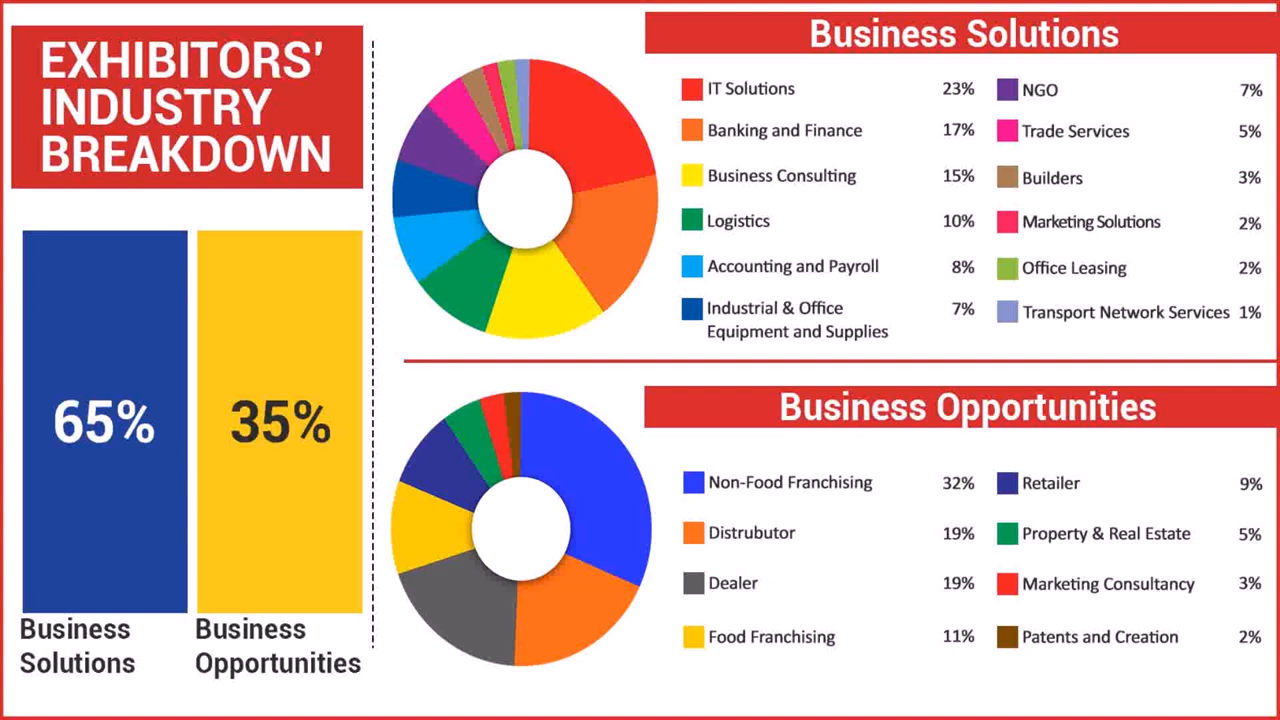 EXHIBITORS'
INDUSTRY
BREAKDOWN
65%
35%
Business
Solutions
Business
Opportunities
Business Solutions
IT Solutions 23%
Banking and Finance 17%
Business Consulting 15%
Logistics 10%
Accounting and Payroll 8%
Industrial & Office 7%
Equipment and Supplies
NGO 7%
Trade Services 5%
Builders 3%
Marketing Solutions 2%
Office Leasing 2%
Transport Network Services 1%
Business Opportunities
Non-Food Franchising 32%
Distrubutor 19%
Dealer 19%
Food Franchising 11%
Retailer 9%
Property & Real Estate 5%
Marketing Consultancy 3%
Patents and Creation 2%